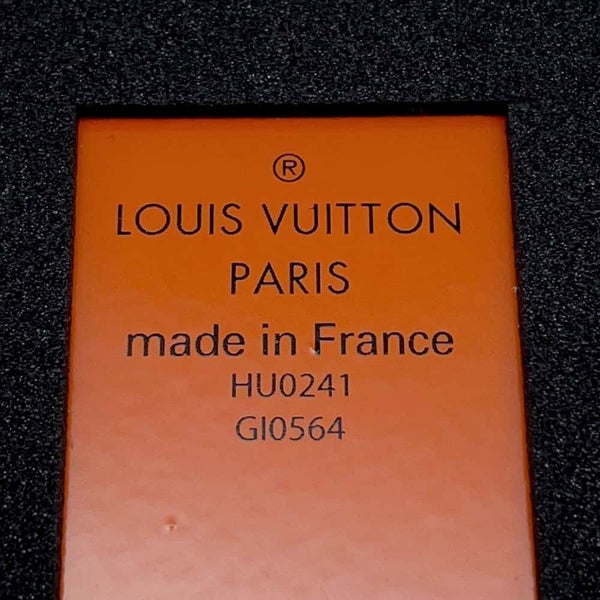 ®
LOUIS VUITTON
PARIS
made in France
HU0241
GI0564